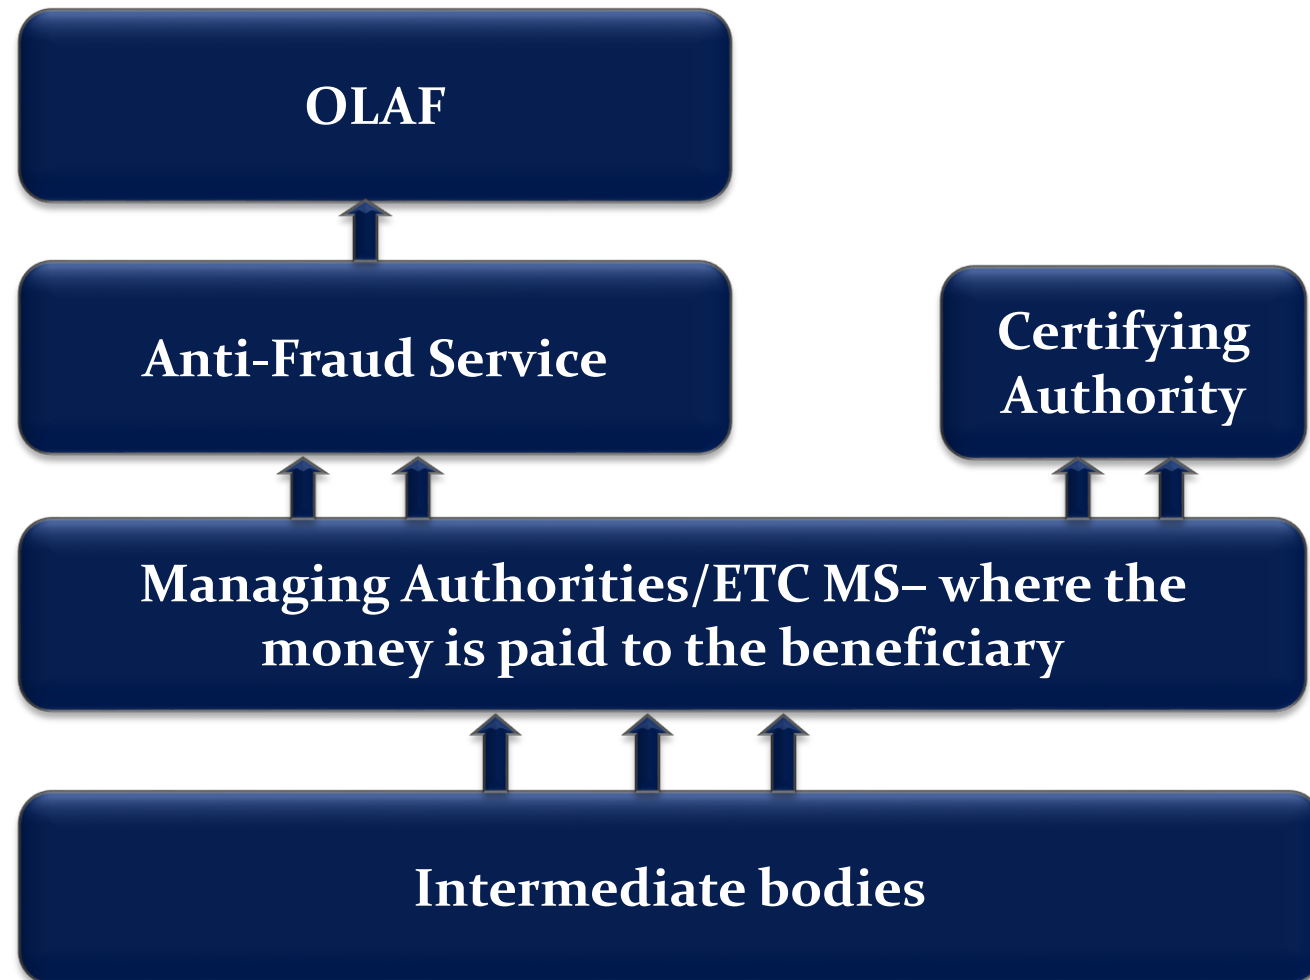 OLAF
Anti-Fraud Service
Certifying
Authority
Managing Authorities/ETC MS– where the
money is paid to the beneficiary
Intermediate bodies